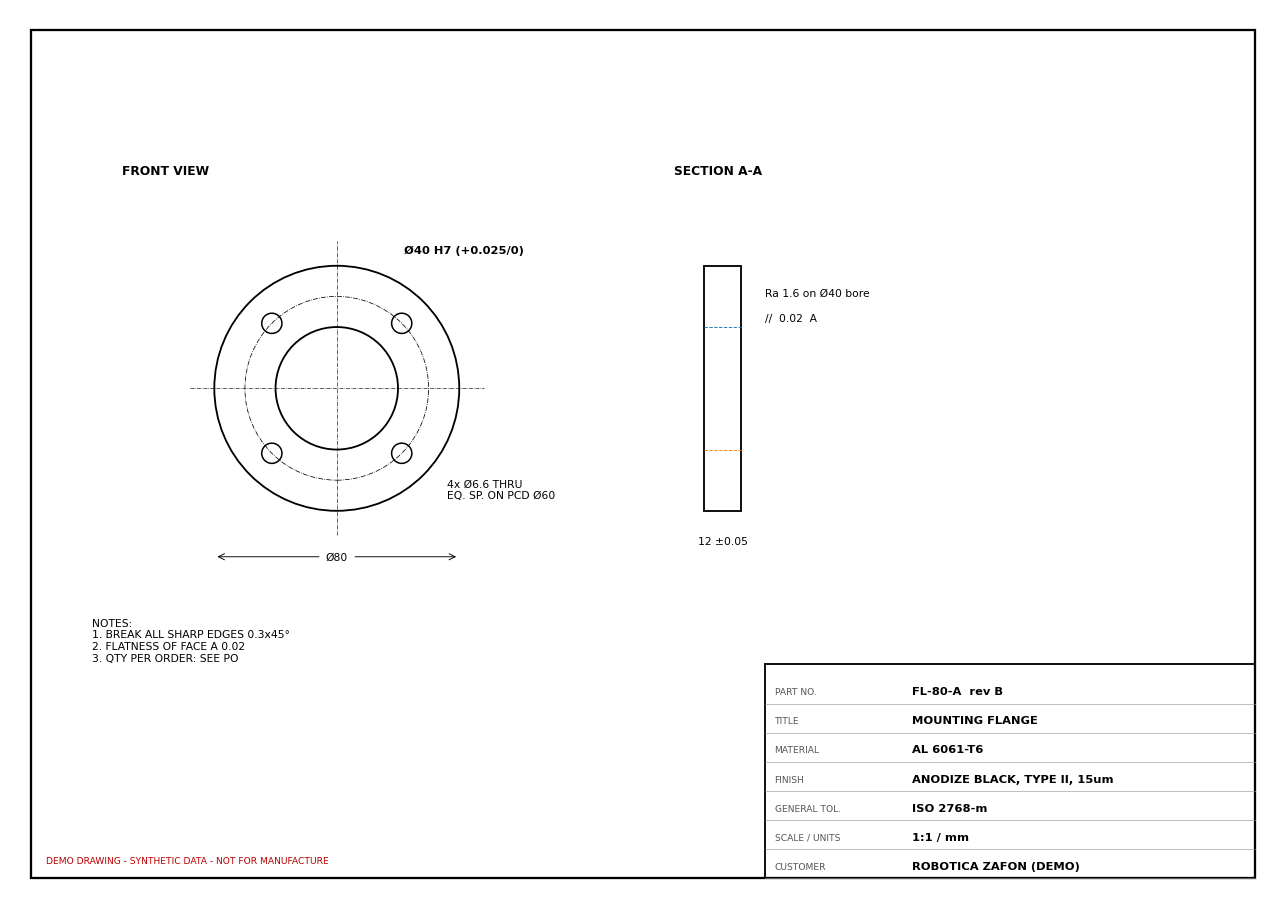 FRONT VIEW
SECTION A-A
Ø40 H7 (+0.025/0)
Ra 1.6 on Ø40 bore
// 0.02 A
4x Ø6.6 THRU
EQ. SP. ON PCD Ø60
12 ±0.05
Ø80
NOTES:
1. BREAK ALL SHARP EDGES 0.3x45°
2. FLATNESS OF FACE A 0.02
3. QTY PER ORDER: SEE PO
PART NO. FL-80-A rev B
TITLE MOUNTING FLANGE
MATERIAL AL 6061-T6
FINISH ANODIZE BLACK, TYPE II, 15um
GENERAL TOL. ISO 2768-m
SCALE / UNITS 1:1 / mm
CUSTOMER ROBOTICA ZAFON (DEMO)
DEMO DRAWING - SYNTHETIC DATA - NOT FOR MANUFACTURE